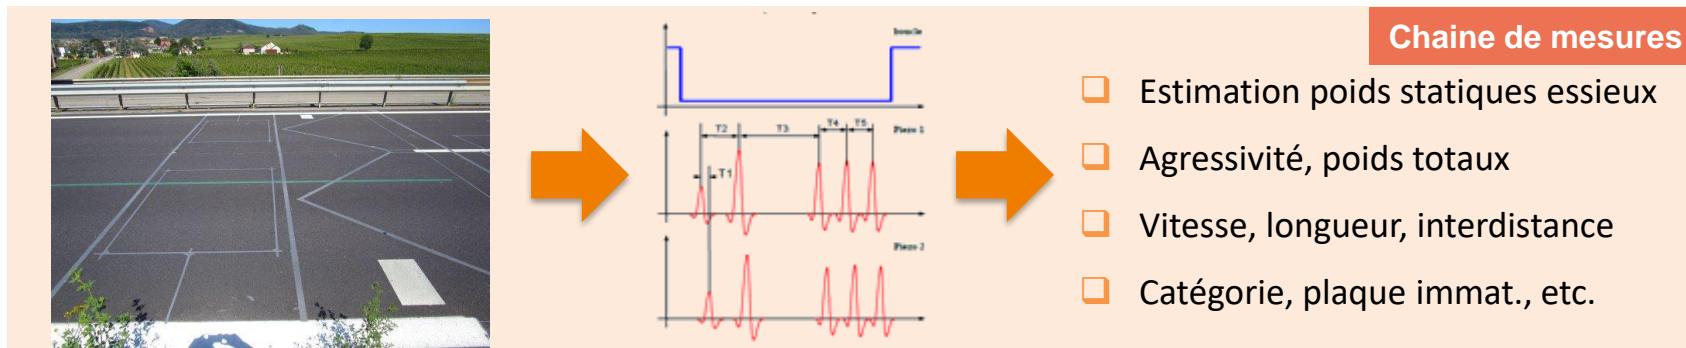 Chaine de mesures
boucle
T2 T3 T4 T5 Piezo 1
T1
Piezo 2
Estimation poids statiques essieux
Agressivité, poids totaux
Vitesse, longueur, interdistance
Catégorie, plaque immat., etc.